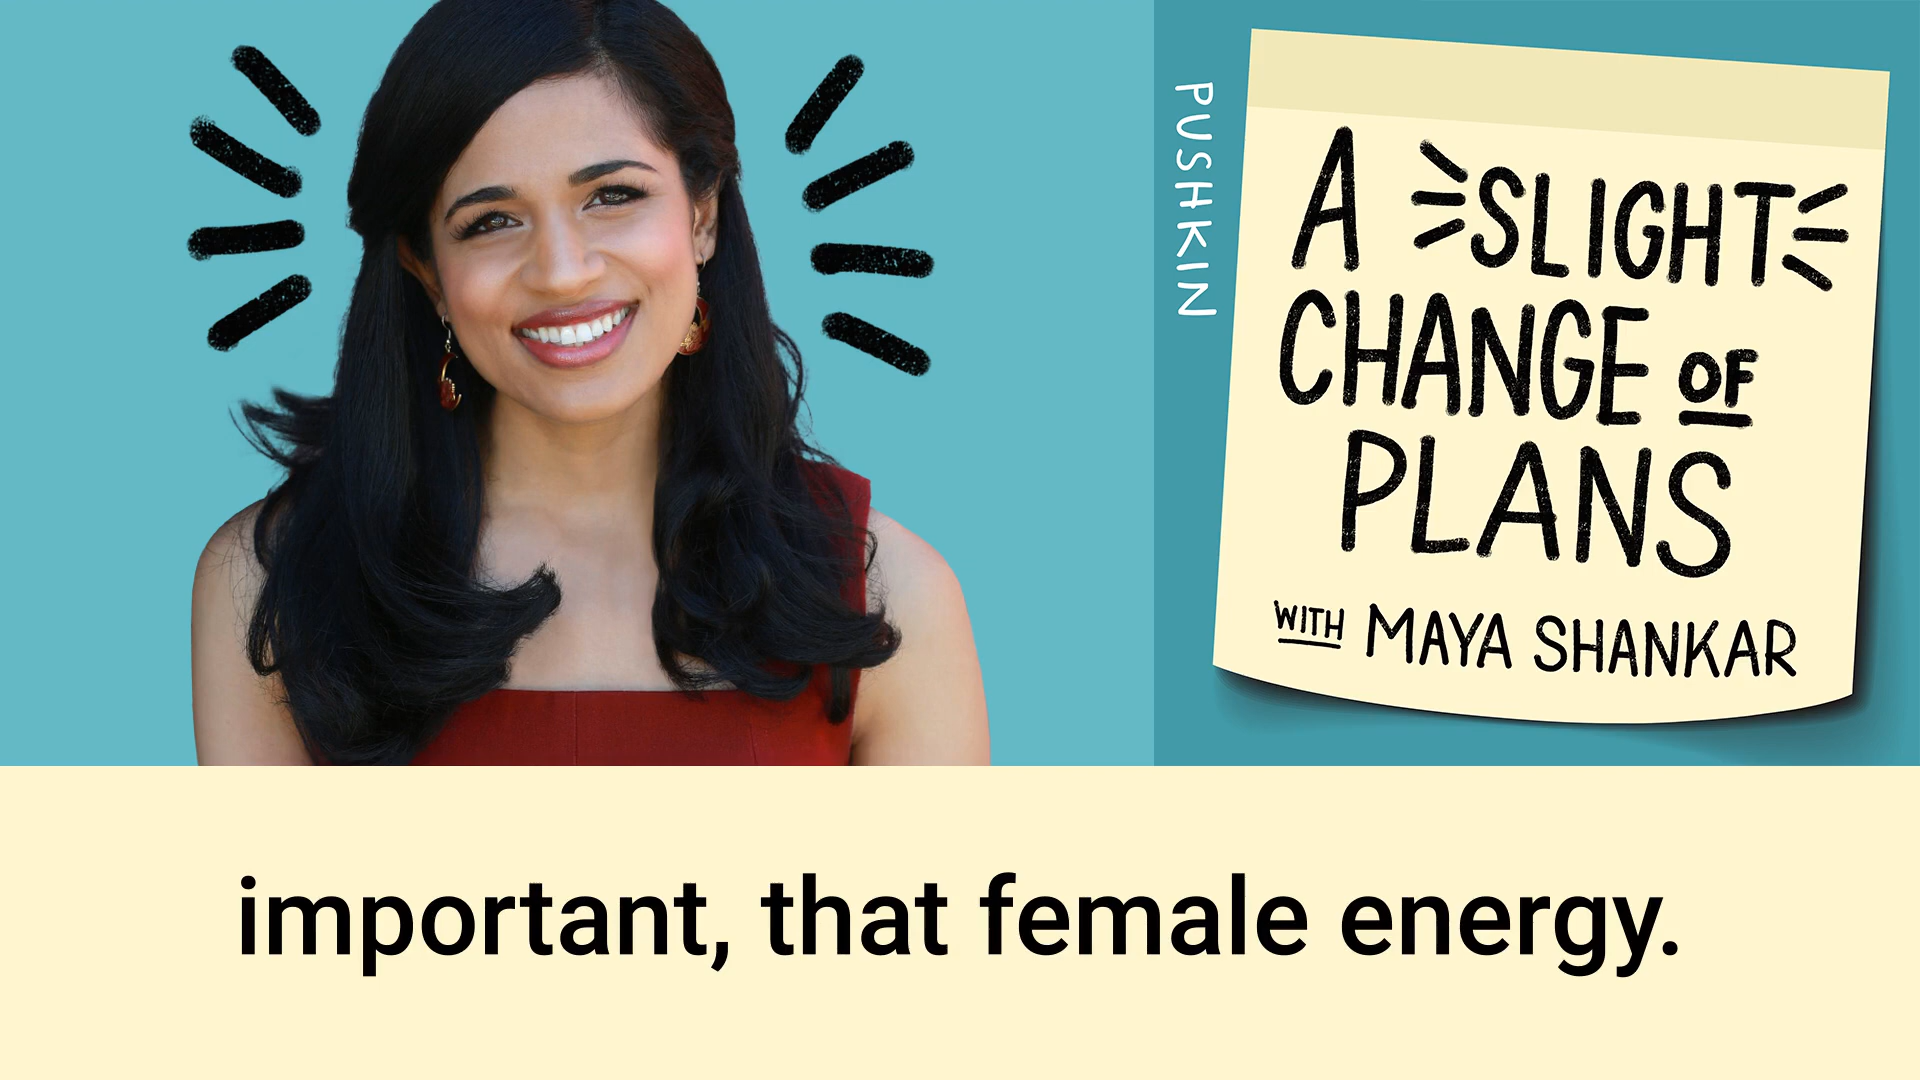 PUSHKIN
A SLIGHT
CHANGE OF
PLANS
WITH MAYA SHANKAR
important, that female energy.